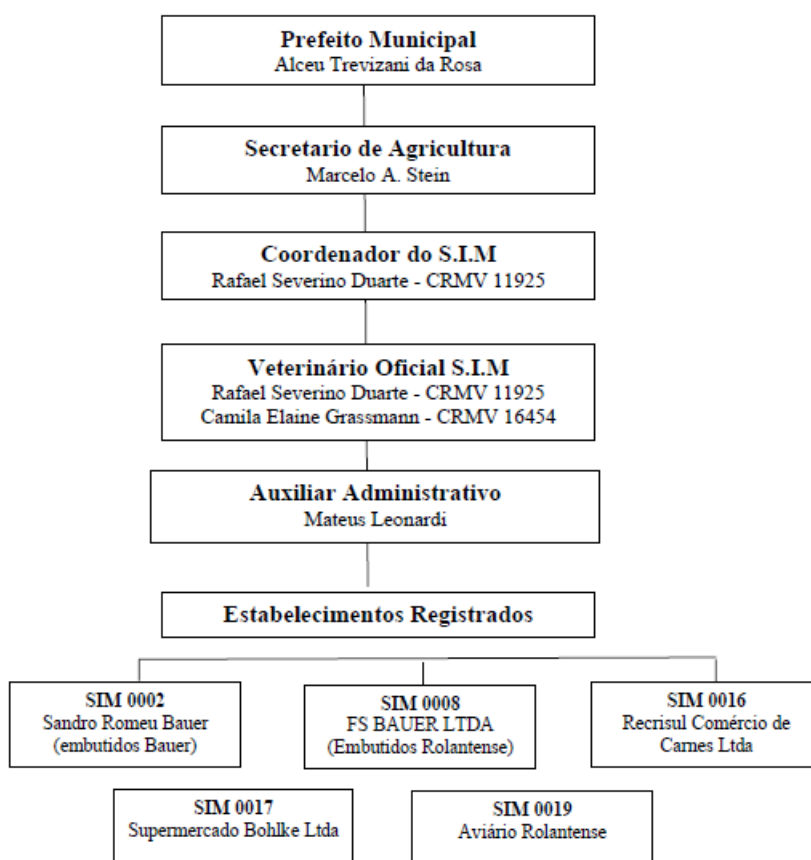 Prefeito Municipal
Alceu Trevizani da Rosa
Secretario de Agricultura
Marcelo A. Stein
Coordenador do S.I.M
Rafael Severino Duarte - CRMV 11925
Veterinário Oficial S.I.M
Rafael Severino Duarte - CRMV 11925
Camila Elaine Grassmann - CRMV 16454
Auxiliar Administrativo
Mateus Leonardi
Estabelecimentos Registrados
SIM 0002
Sandro Romeu Bauer
(embutidos Bauer)
SIM 0008
FS BAUER LTDA
(Embutidos Rolantense)
SIM 0016
Recrisul Comércio de
Carnes Ltda
SIM 0017
Supermercado Bohlke Ltda
SIM 0019
Aviário Rolantense